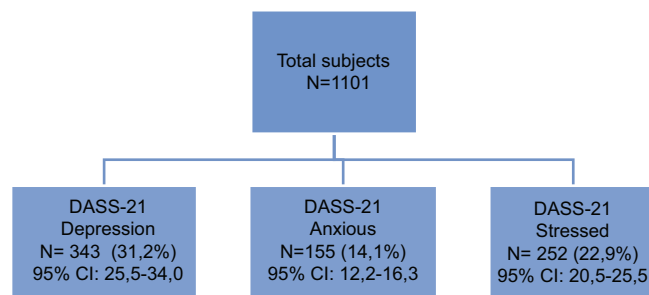 Total subjects
N=1101
DASS-21
Depression
N= 343 (31,2%)
95% CI: 25,5-34,0
DASS-21
Anxious
N=155 (14,1%)
95% CI: 12,2-16,3
DASS-21
Stressed
N= 252 (22,9%)
95% CI: 20,5-25,5